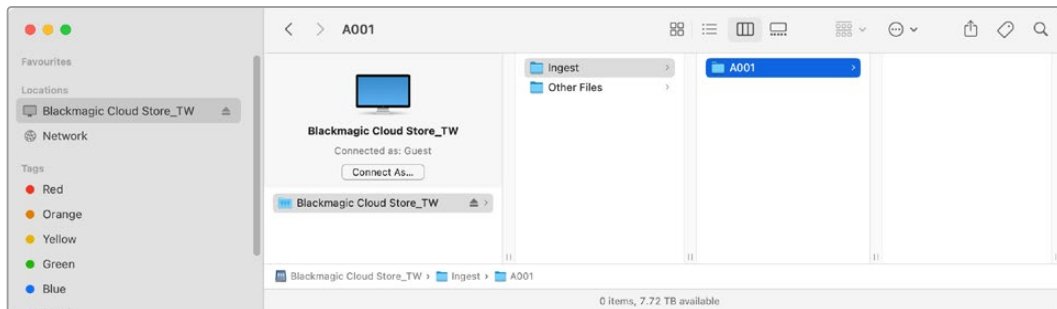 A001
Favourites
Locations
Blackmagic Cloud Store_TW
Network
Tags
Red
Orange
Yellow
Green
Blue
Blackmagic Cloud Store_TW
Connected as: Guest
Connect As...
Blackmagic Cloud Store_TW
Ingest
Other Files
A001
Blackmagic Cloud Store_TW › Ingest › A001
0 items, 7.72 TB available